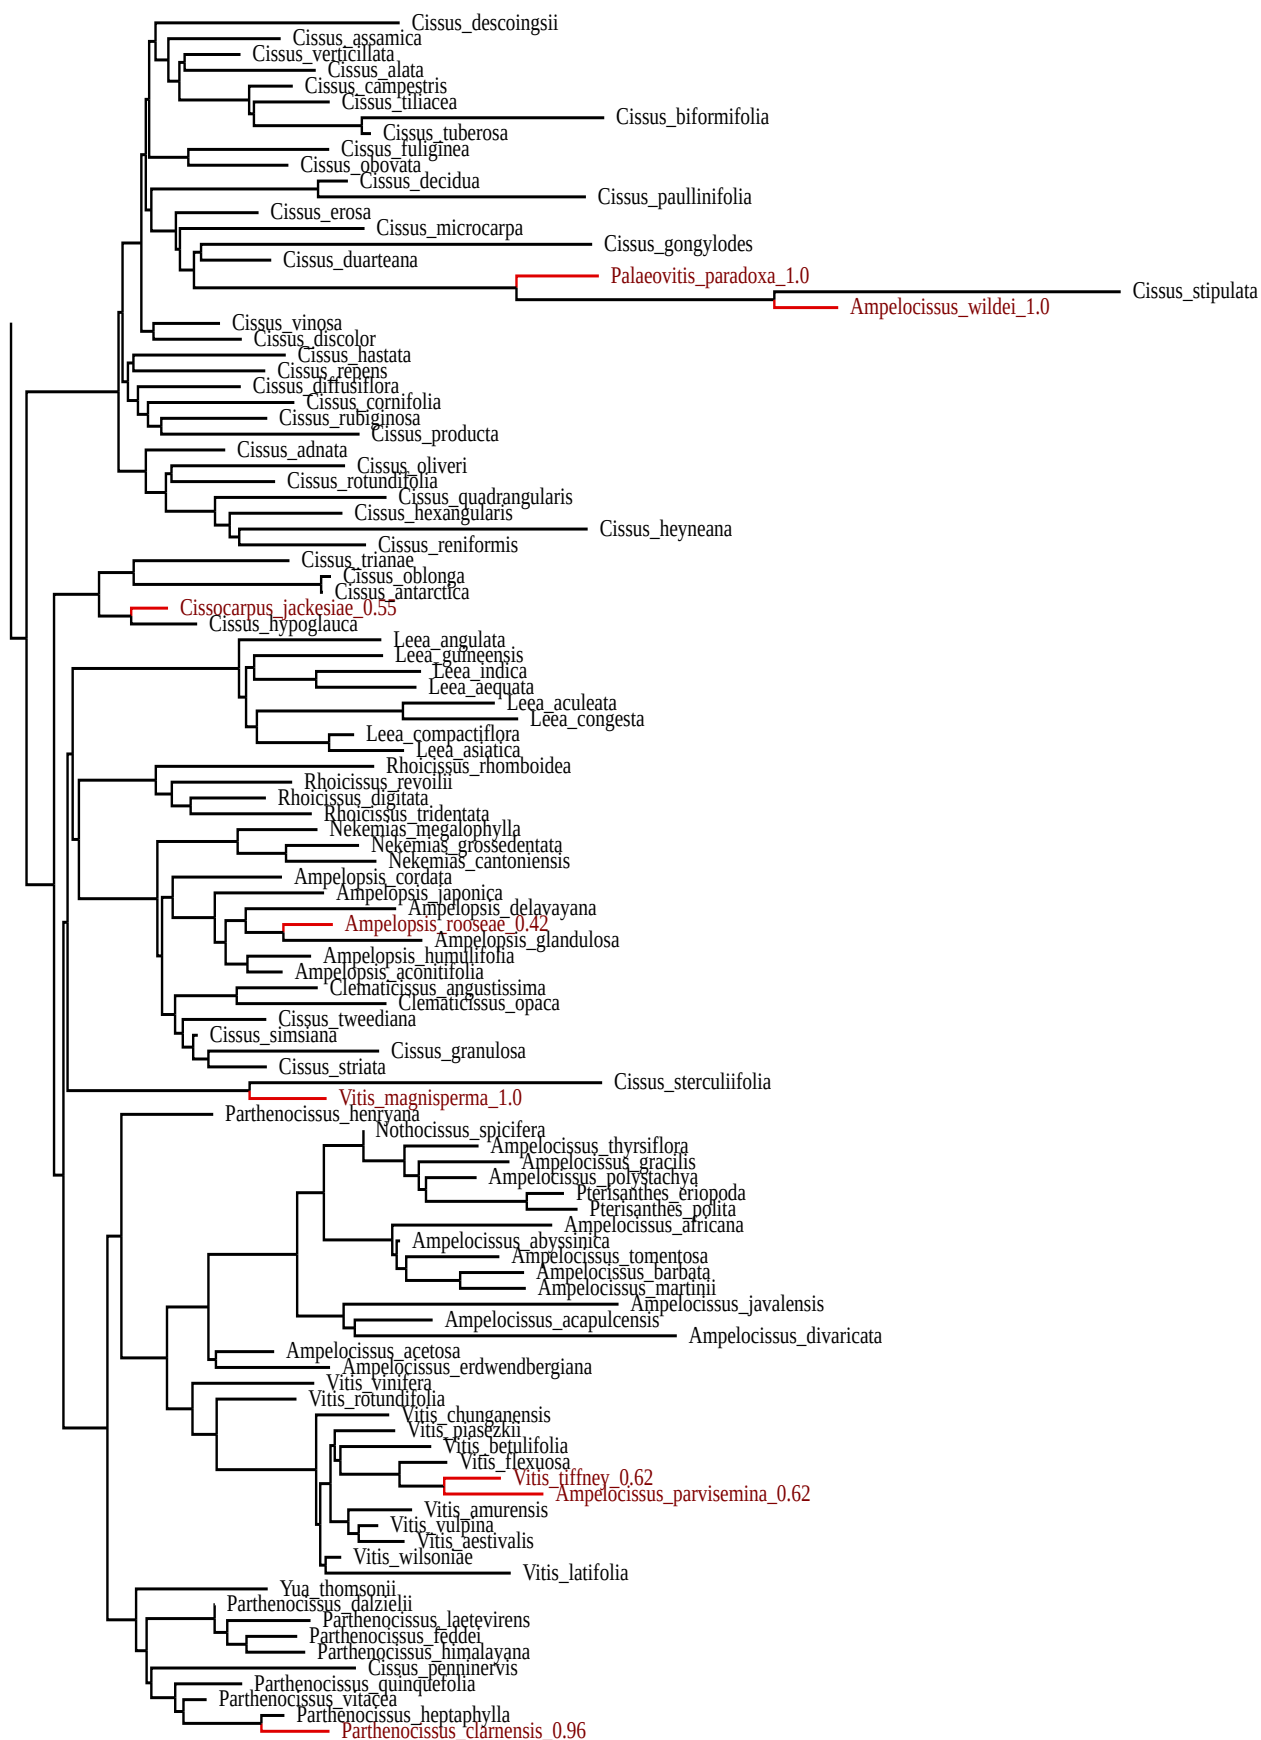 Cissus_descoingsii
Cissus_assamica
Cissus_verticillata
Cissus_alata
Cissus_campestris
Cissus_tiliacea
Cissus_biformifolia
Cissus_tuberosa
Cissus_fuliginea
Cissus_obovata
Cissus_decidua
Cissus_paullinifolia
Cissus_erosa
Cissus_microcarpa
Cissus_gongylodes
Cissus_duarteana
Palaeovitis_paradoxa_1.0
Cissus_stipulata
Ampelocissus_wildei_1.0
Cissus_vinosa
Cissus_discolor
Cissus_hastata
Cissus_repens
Cissus_diffusiflora
Cissus_cornifolia
Cissus_rubiginosa
Cissus_producta
Cissus_adnata
Cissus_oliveri
Cissus_rotundifolia
Cissus_quadrangularis
Cissus_hexangularis
Cissus_heyneana
Cissus_reniformis
Cissus_trianae
Cissus_oblonga
Cissus_antarctica
Cissocarpus_jackesiae_0.55
Cissus_hypoglauca
Leea_angulata
Leea_guineensis
Leea_indica
Leea_aequata
Leea_aculeata
Leea_congesta
Leea_compactiflora
Leea_asiatica
Rhoicissus_rhomboidea
Rhoicissus_revoilii
Rhoicissus_digitata
Rhoicissus_tridentata
Nekemias_megalophylla
Nekemias_grossedentata
Nekemias_cantoniensis
Ampelopsis_cordata
Ampelopsis_japonica
Ampelopsis_delavayana
Ampelopsis_rooseae_0.42
Ampelopsis_glandulosa
Ampelopsis_humulifolia
Ampelopsis_aconitifolia
Clematicissus_angustissima
Clematicissus_opaca
Cissus_tweediana
Cissus_simsiana
Cissus_granulosa
Cissus_striata
Cissus_sterculiifolia
Vitis_magnisperma_1.0
Parthenocissus_henryana
Nothocissus_spicifera
Ampelocissus_thyrsiflora
Ampelocissus_gracilis
Ampelocissus_polystachya
Pterisanthes_eriopoda
Pterisanthes_polita
Ampelocissus_africana
Ampelocissus_abyssinica
Ampelocissus_tomentosa
Ampelocissus_barbata
Ampelocissus_martinii
Ampelocissus_javalensis
Ampelocissus_acapulcensis
Ampelocissus_divaricata
Ampelocissus_acetosa
Ampelocissus_erdwendbergiana
Vitis_vinifera
Vitis_rotundifolia
Vitis_chunganensis
Vitis_piasezkii
Vitis_betulifolia
Vitis_flexuosa
Vitis_tiffney_0.62
Ampelocissus_parvisemina_0.62
Vitis_amurensis
Vitis_vulpina
Vitis_aestivalis
Vitis_wilsoniae
Vitis_latifolia
Yua_thomsonii
Parthenocissus_dalzielii
Parthenocissus_laetevirens
Parthenocissus_feddei
Parthenocissus_himalayana
Cissus_penninervis
Parthenocissus_quinquefolia
Parthenocissus_vitacea
Parthenocissus_heptaphylla
Parthenocissus_clarnensis_0.96